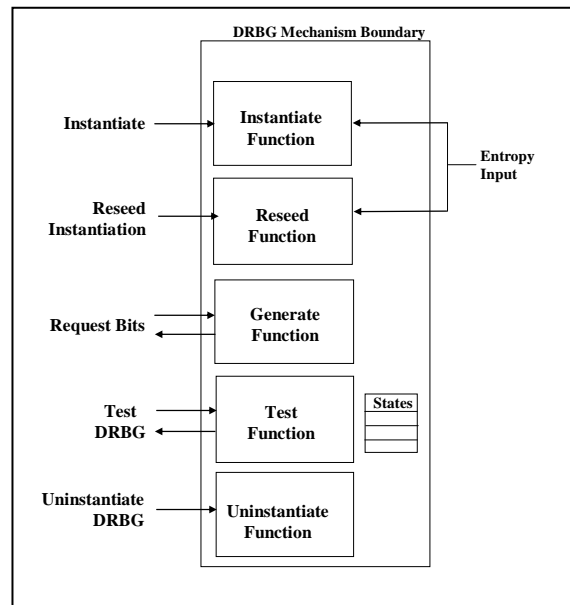 DRBG Mechanism Boundary
Instantiate
Instantiate
Function
Entropy
Input
Reseed
Instantiation
Reseed
Function
Request Bits
Generate
Function
Test
DRBG
Test
Function
States
Uninstantiate
DRBG
Uninstantiate
Function